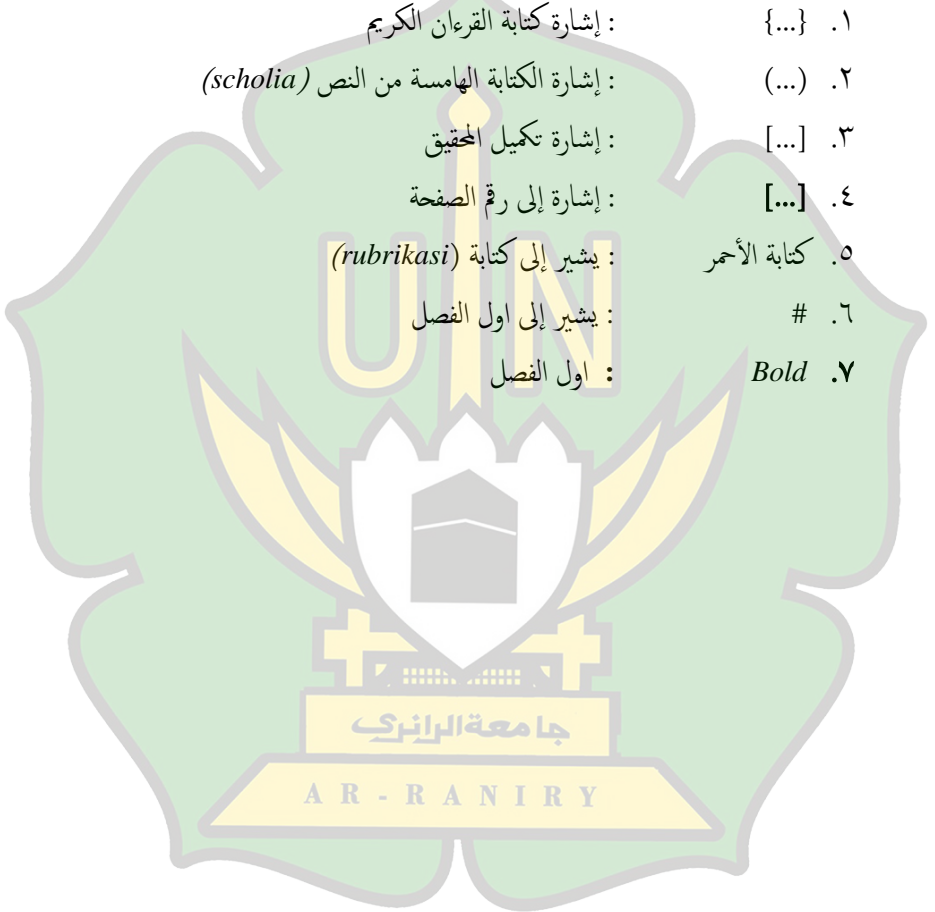 ١. {...} : إشارة كتابة القرءان الكريم
٢. (...) : إشارة الكتابة الهامسة من النص (scholia)
٣. [...] : إشارة تكميل المحقيق
٤. [...] : إشارة إلى رقم الصفحة
٥. كتابة الأحمر : يشير إلى كتابة (rubrikasi)
٦. # : يشير إلى اول الفصل
٧. Bold : اول الفصل
UIN
جامعة الرانري
AR-RANIRY